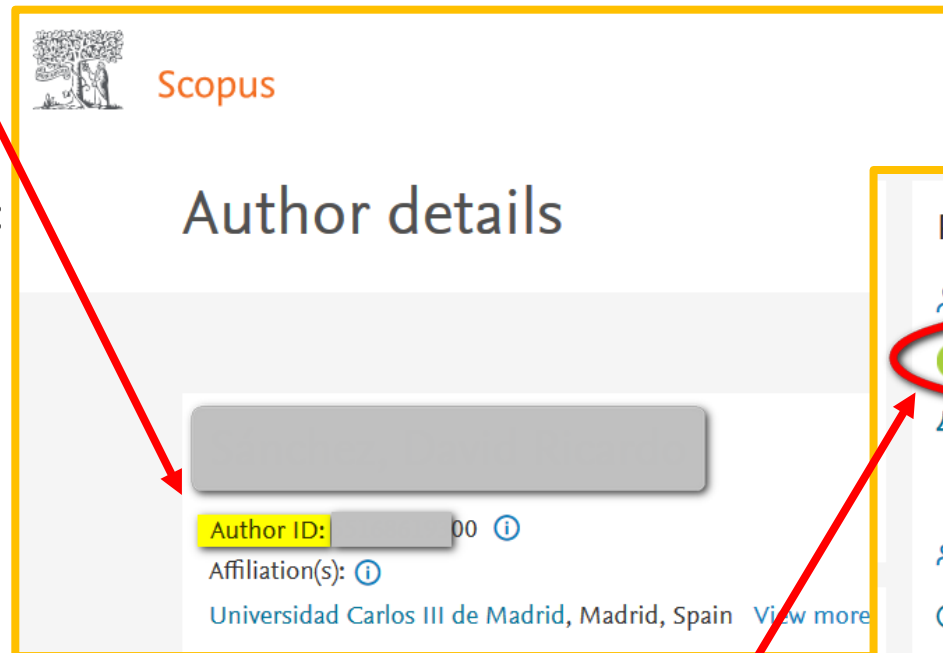 Scopus
Author details
Author ID: 00
Affiliation(s):
Universidad Carlos III de Madrid, Madrid, Spain View more